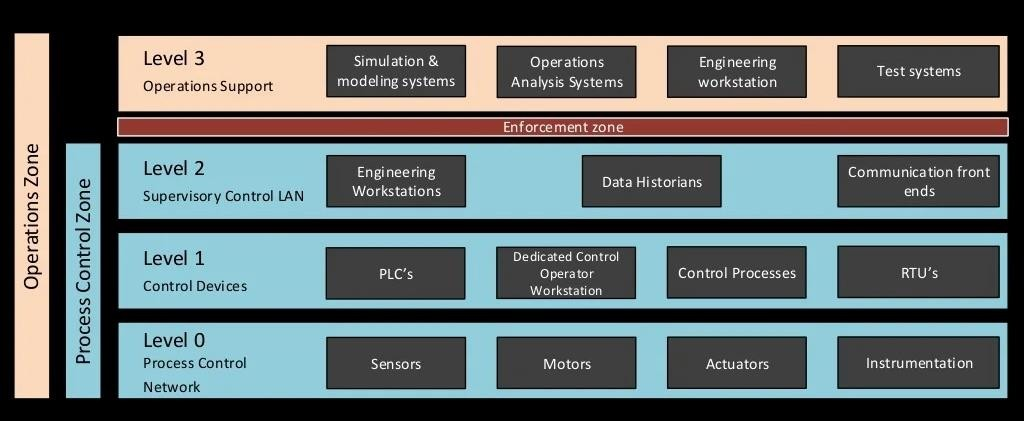 Operations Zone
Process Control Zone
Level 3
Operations Support
Simulation &
modeling systems
Operations
Analysis Systems
Engineering
workstation
Test systems
Enforcement zone
Level 2
Supervisory Control LAN
Engineering
Workstations
Data Historians
Communication front
ends
Level 1
Control Devices
PLC’s
Dedicated Control
Operator
Workstation
Control Processes
RTU’s
Level 0
Process Control
Network
Sensors
Motors
Actuators
Instrumentation